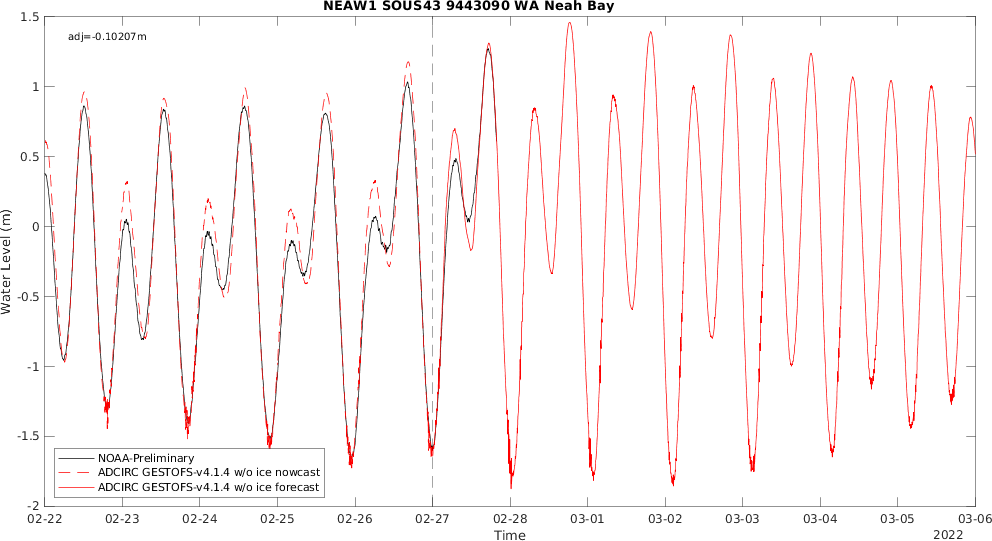 NEAW1 SOUS43 9443090 WA Neah Bay
adj=-0.10207m
1.5
1
0.5
0
-0.5
-1
-1.5
-2
Water Level (m)
NOAA-Preliminary
ADCIRC GESTOFS-v4.1.4 w/o ice nowcast
ADCIRC GESTOFS-v4.1.4 w/o ice forecast
02-22 02-23 02-24 02-25 02-26 02-27 02-28 03-01 03-02 03-03 03-04 03-05 03-06
Time
2022